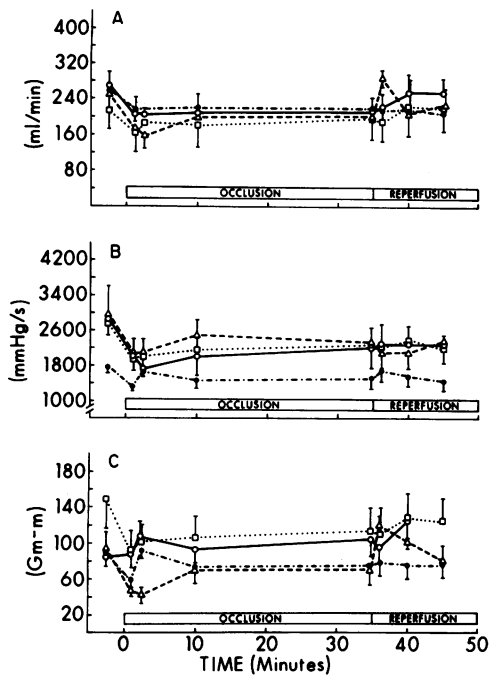 A
400
320
240
160
80
(ml/min)
OCCLUSION REPERFUSION
B
4200
3400
2600
1800
1000
(mmHg/s)
OCCLUSION REPERFUSION
C
180
140
100
60
20
(Gm-m)
OCCLUSION REPERFUSION
0 10 20 30 40 50
TIME (Minutes)